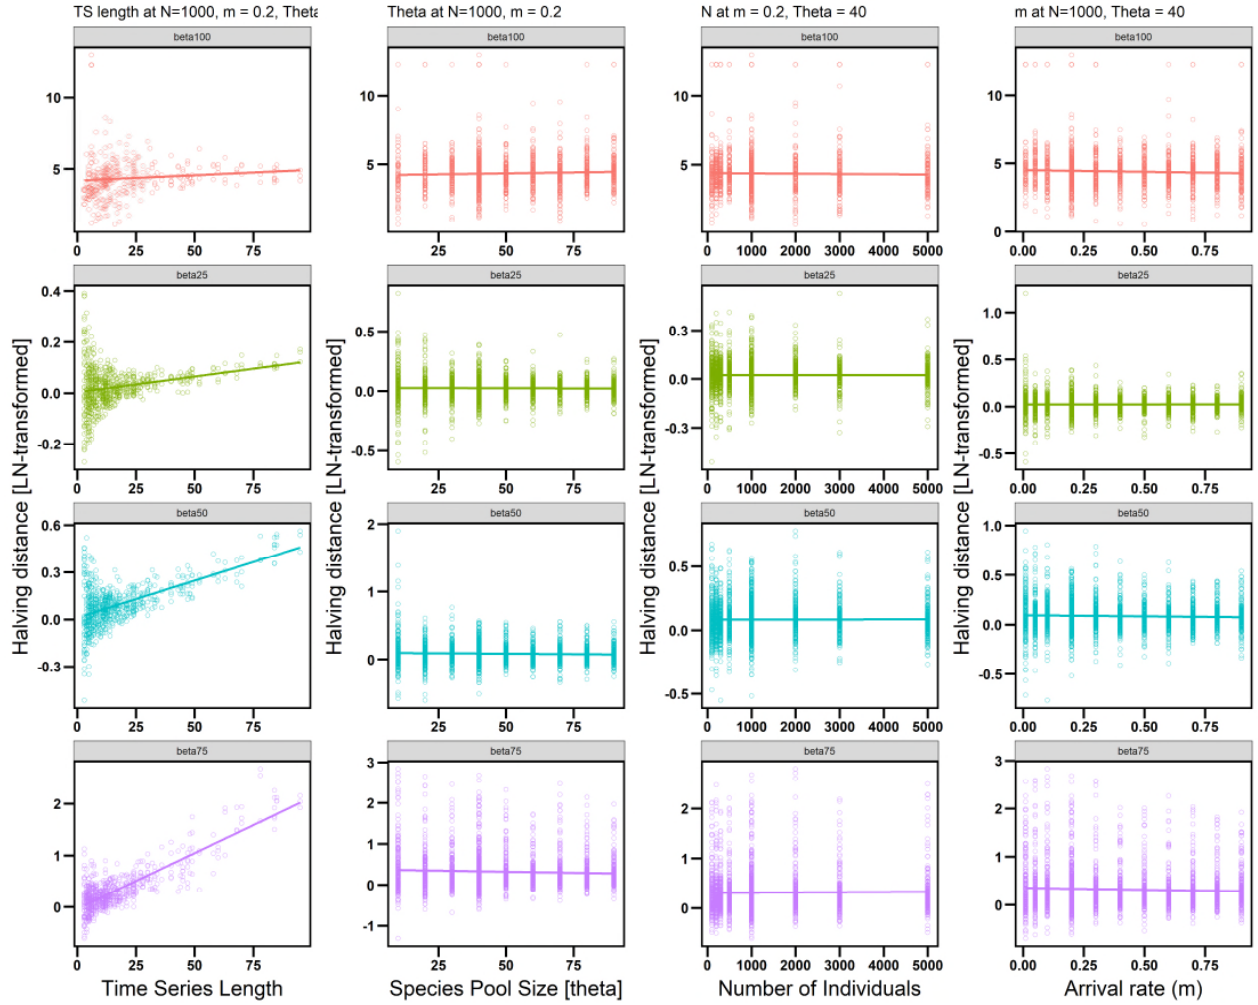 TS length at N=1000, m = 0.2, Theta
Theta at N=1000, m = 0.2
N at m = 0.2, Theta = 40
m at N=1000, Theta = 40
beta100
beta100
beta100
beta100
10
5
10
5
10
5
10
5
0
0 25 50 75
25 50 75
0 1000 2000 3000 4000 5000
0.00 0.25 0.50 0.75
beta25
beta25
beta25
beta25
0.4
0.2
0.0
-0.2
0.5
0.0
-0.5
0.3
0.0
-0.3
1.0
0.5
0.0
-0.5
0 25 50 75
25 50 75
0 1000 2000 3000 4000 5000
0.00 0.25 0.50 0.75
Halving distance [LN-transformed]
Halving distance [LN-transformed]
Halving distance [LN-transformed]
Halving distance [LN-transformed]
beta50
beta50
beta50
beta50
0.6
0.3
0.0
-0.3
2
1
0
0.5
0.0
-0.5
1.0
0.5
0.0
-0.5
0 25 50 75
25 50 75
0 1000 2000 3000 4000 5000
0.00 0.25 0.50 0.75
beta75
beta75
beta75
beta75
2
1
0
3
2
1
0
-1
2
1
0
3
2
1
0
0 25 50 75
25 50 75
0 1000 2000 3000 4000 5000
0.00 0.25 0.50 0.75
Time Series Length
Species Pool Size [theta]
Number of Individuals
Arrival rate (m)